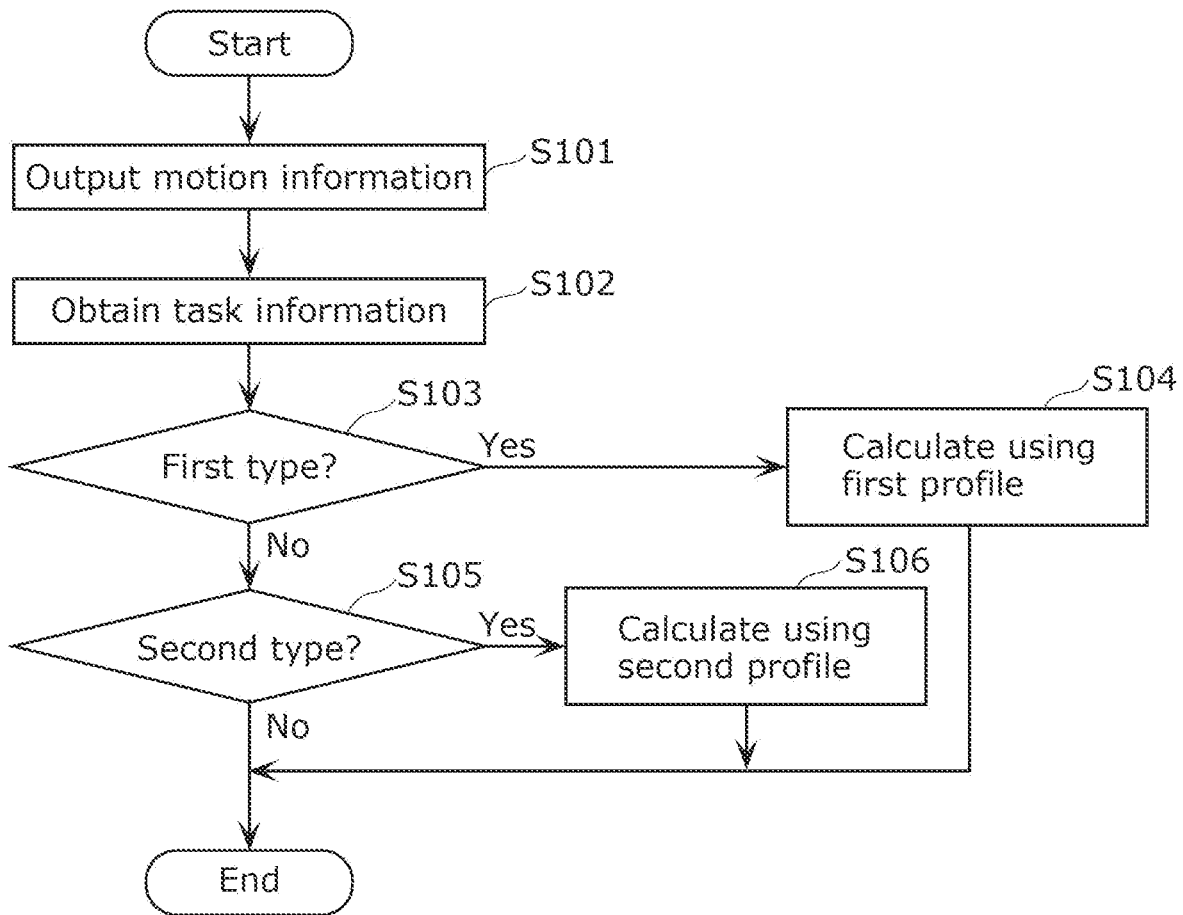 Start
S101
Output motion information
S102
Obtain task information
S103
First type?
Yes
S104
Calculate using
first profile
No
S105
Second type?
Yes
S106
Calculate using
second profile
No
End